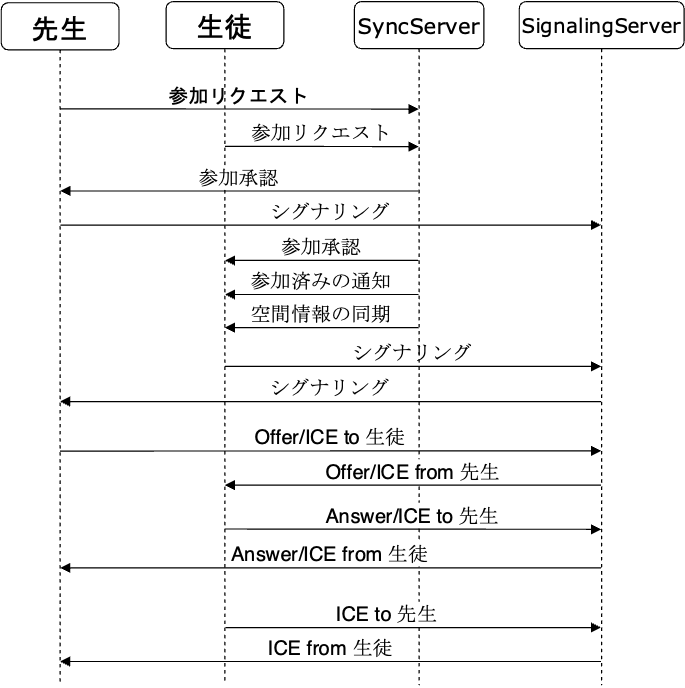 先生
生徒
SyncServer
SignalingServer
参加リクエスト
参加リクエスト
参加承認
シグナリング
参加承認
参加済みの通知
空間情報の同期
シグナリング
シグナリング
Offer/ICE to 生徒
Offer/ICE from 先生
Answer/ICE to 先生
Answer/ICE from 生徒
ICE to 先生
ICE from 生徒